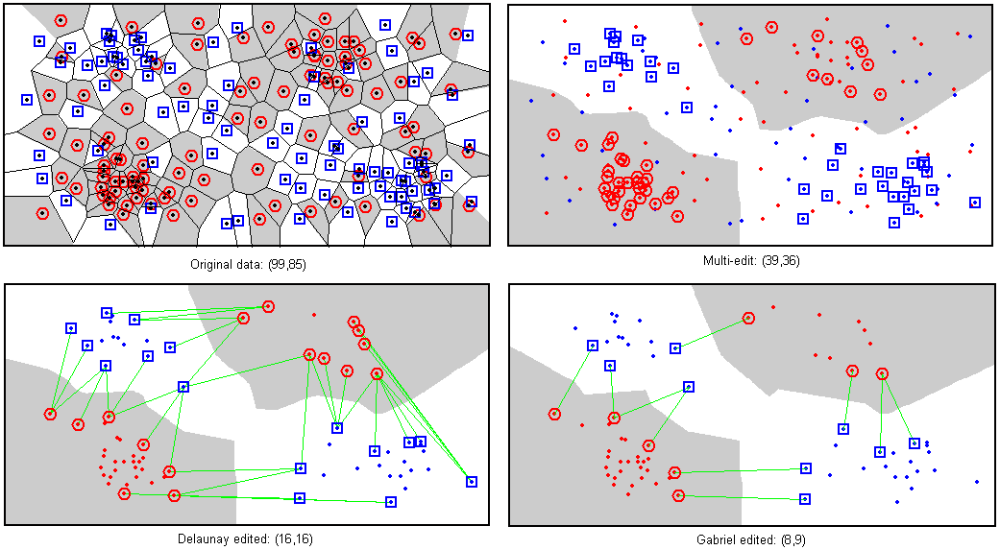 Original data: (99,85)
Multi-edit: (39,36)
Delaunay edited: (16,16)
Gabriel edited: (8,9)